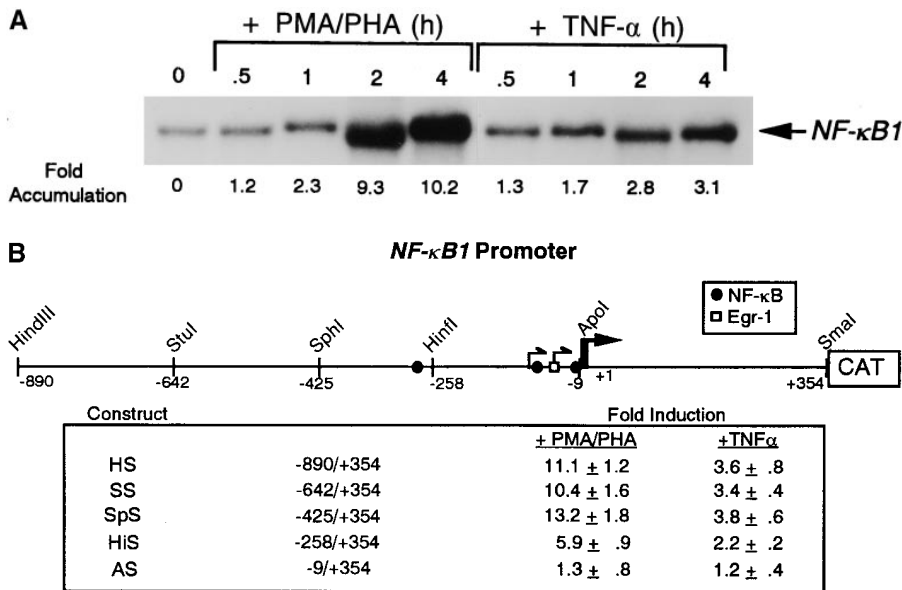 A
+ PMA/PHA (h) + TNF-α (h)
0 .5 1 2 4 .5 1 2 4
NF-κB1
Fold
Accumulation
0 1.2 2.3 9.3 10.2 1.3 1.7 2.8 3.1
B
NF-κB1 Promoter
NF-κB
Egr-1
HindIII StuI SphI HinfI ApoI SmaI
-890 -642 -425 -258 -9 +1 +354 CAT
Construct Fold Induction
+ PMA/PHA +TNFα
HS -890/+354 11.1 ± 1.2 3.6 ± .8
SS -642/+354 10.4 ± 1.6 3.4 ± .4
SpS -425/+354 13.2 ± 1.8 3.8 ± .6
HiS -258/+354 5.9 ± .9 2.2 ± .2
AS -9/+354 1.3 ± .8 1.2 ± .4